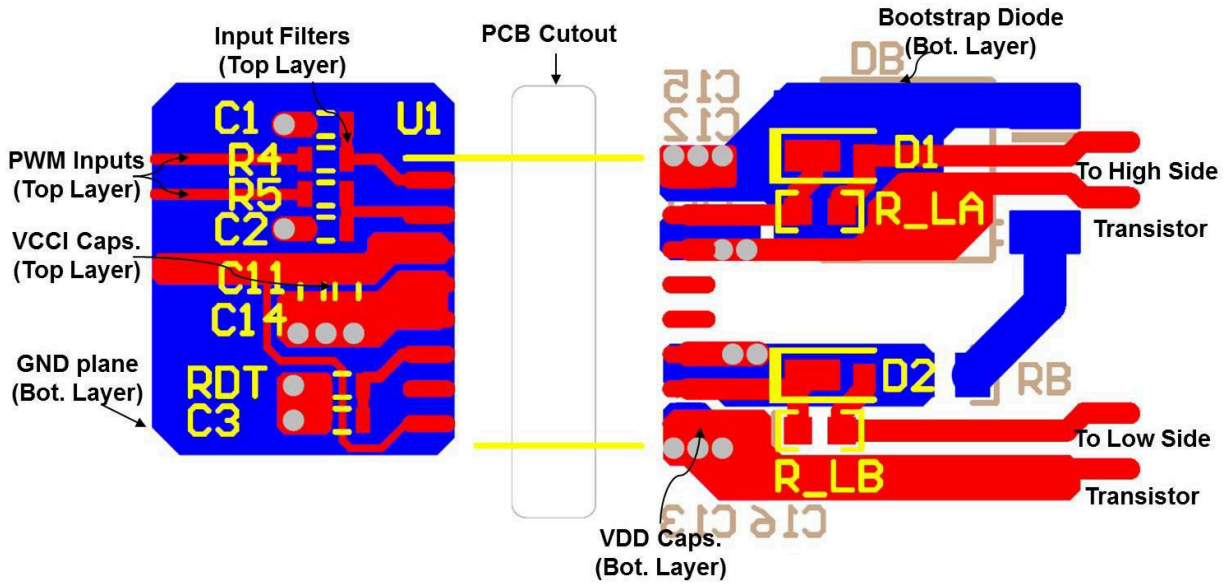 Bootstrap Diode
(Bot. Layer)
Input Filters
(Top Layer)
PCB Cutout
DB
C15
C12
C1
U1
PWM Inputs
(Top Layer)
R4
R5
D1
To High Side
R_LA
C2
Transistor
VCCI Caps.
(Top Layer)
C11
C14
GND plane
(Bot. Layer)
RDT
C3
D2
RB
To Low Side
R_LB
Transistor
C13
C16
VDD Caps.
(Bot. Layer)